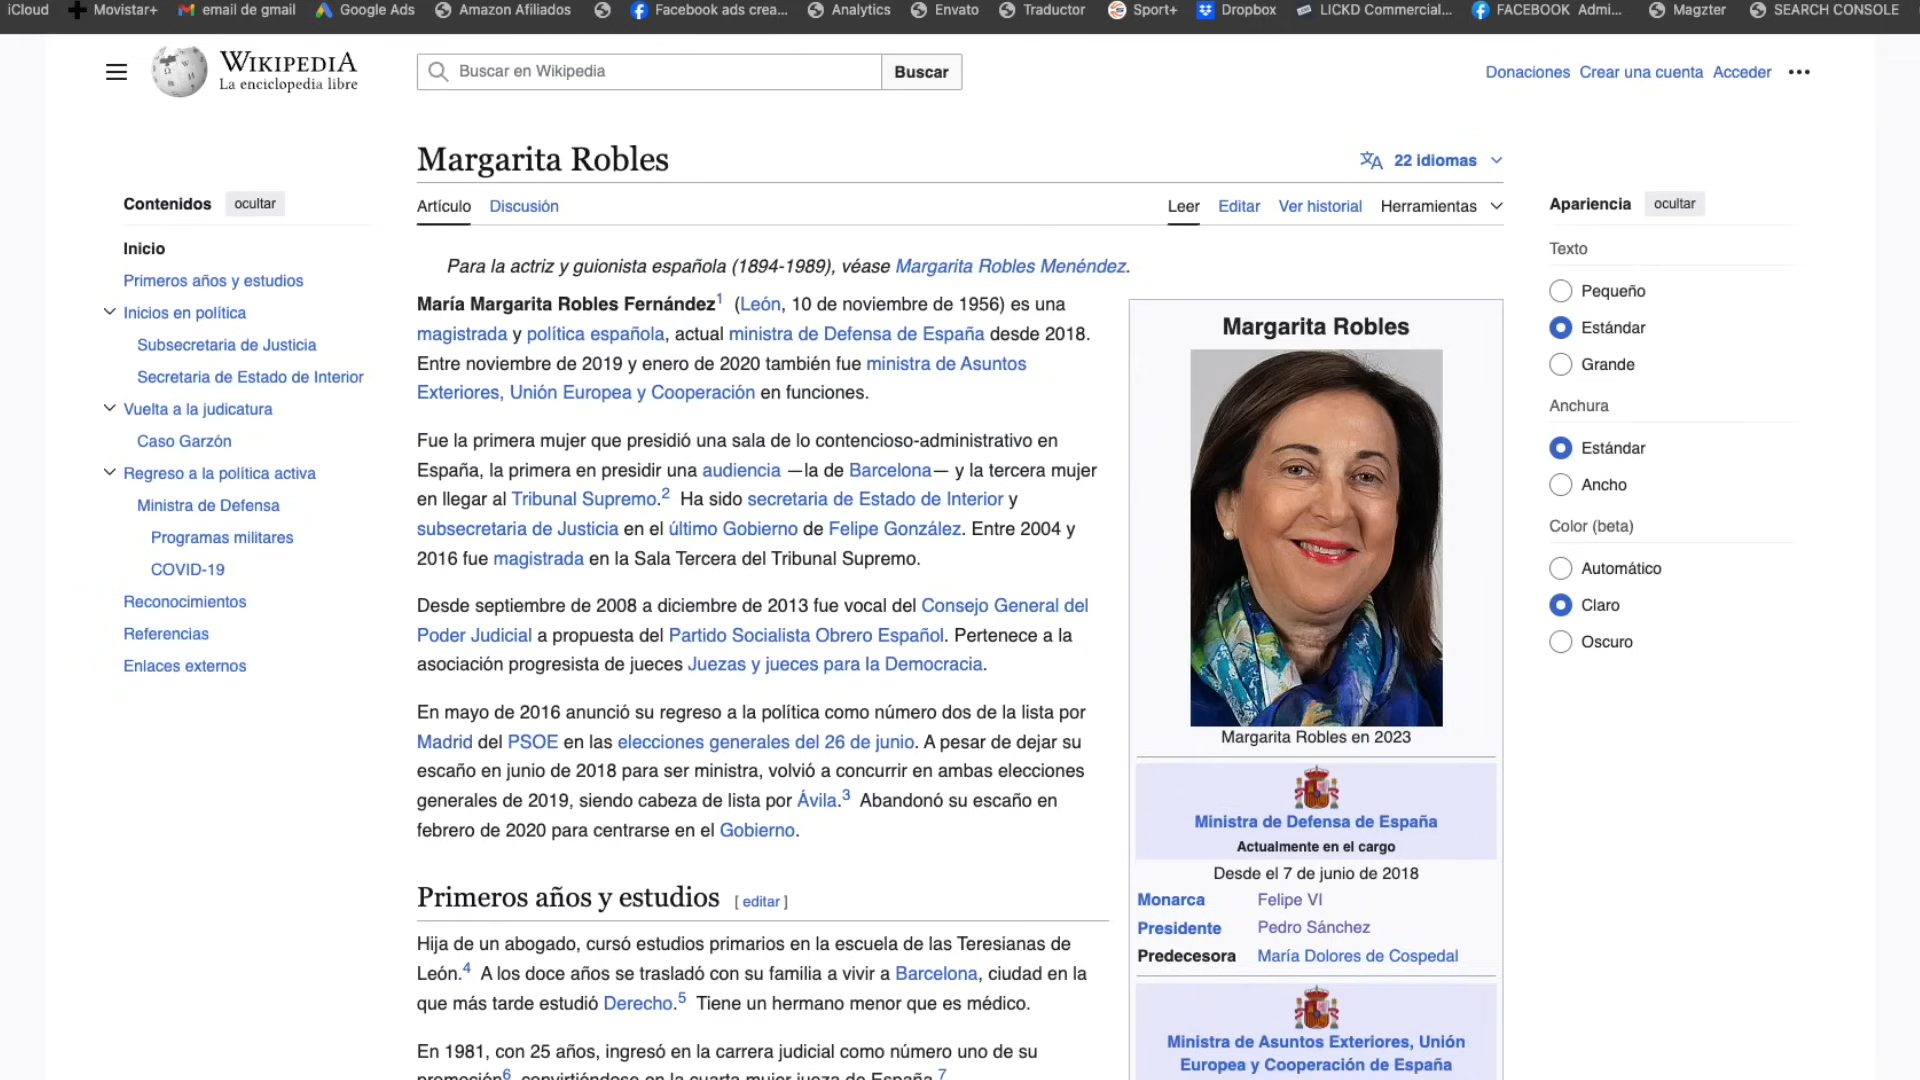 iCloud Movistar+ email de gmail Google Ads Amazon Afiliados Facebook ads crea... Analytics Envato Traductor Sport+ Dropbox LICKD Commercial... FACEBOOK Admi... Magzter SEARCH CONSOLE
WIKIPEDIA
La enciclopedia libre
Buscar en Wikipedia
Buscar
Donaciones Crear una cuenta Acceder
Margarita Robles
22 idiomas
Artículo Discusión
Leer Editar Ver historial Herramientas
Contenidos ocultar
Inicio
Primeros años y estudios
Inicios en política
Subsecretaria de Justicia
Secretaria de Estado de Interior
Vuelta a la judicatura
Caso Garzón
Regreso a la política activa
Ministra de Defensa
Programas militares
COVID-19
Reconocimientos
Referencias
Enlaces externos
Para la actriz y guionista española (1894-1989), véase Margarita Robles Menéndez.
María Margarita Robles Fernández1 (León, 10 de noviembre de 1956) es una
magistrada y política española, actual ministra de Defensa de España desde 2018.
Entre noviembre de 2019 y enero de 2020 también fue ministra de Asuntos
Exteriores, Unión Europea y Cooperación en funciones.
Fue la primera mujer que presidió una sala de lo contencioso-administrativo en
España, la primera en presidir una audiencia —la de Barcelona— y la tercera mujer
en llegar al Tribunal Supremo.2 Ha sido secretaria de Estado de Interior y
subsecretaria de Justicia en el último Gobierno de Felipe González. Entre 2004 y
2016 fue magistrada en la Sala Tercera del Tribunal Supremo.
Desde septiembre de 2008 a diciembre de 2013 fue vocal del Consejo General del
Poder Judicial a propuesta del Partido Socialista Obrero Español. Pertenece a la
asociación progresista de jueces Juezas y jueces para la Democracia.
En mayo de 2016 anunció su regreso a la política como número dos de la lista por
Madrid del PSOE en las elecciones generales del 26 de junio. A pesar de dejar su
escaño en junio de 2018 para ser ministra, volvió a concurrir en ambas elecciones
generales de 2019, siendo cabeza de lista por Ávila.3 Abandonó su escaño en
febrero de 2020 para centrarse en el Gobierno.
Primeros años y estudios [ editar ]
Hija de un abogado, cursó estudios primarios en la escuela de las Teresianas de
León.4 A los doce años se trasladó con su familia a vivir a Barcelona, ciudad en la
que más tarde estudió Derecho.5 Tiene un hermano menor que es médico.
En 1981, con 25 años, ingresó en la carrera judicial como número uno de su
promoción6 convirtiéndose en la cuarta mujer jueza de España.7
Margarita Robles
Margarita Robles en 2023
Ministra de Defensa de España
Actualmente en el cargo
Desde el 7 de junio de 2018
Monarca Felipe VI
Presidente Pedro Sánchez
Predecesora María Dolores de Cospedal
Ministra de Asuntos Exteriores, Unión
Europea y Cooperación de España
Apariencia ocultar
Texto
Pequeño
Estándar
Grande
Anchura
Estándar
Ancho
Color (beta)
Automático
Claro
Oscuro